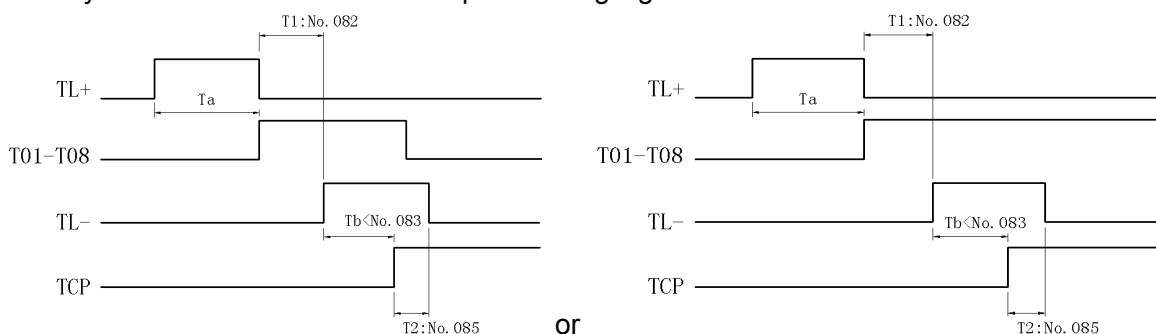 T1:No.082 T1:No.082
TL+ TL+
Ta Ta
T01-T08 T01-T08
TL- TL-
Tb<No.083 Tb<No.083
TCP TCP
T2:No.085 or T2:No.085